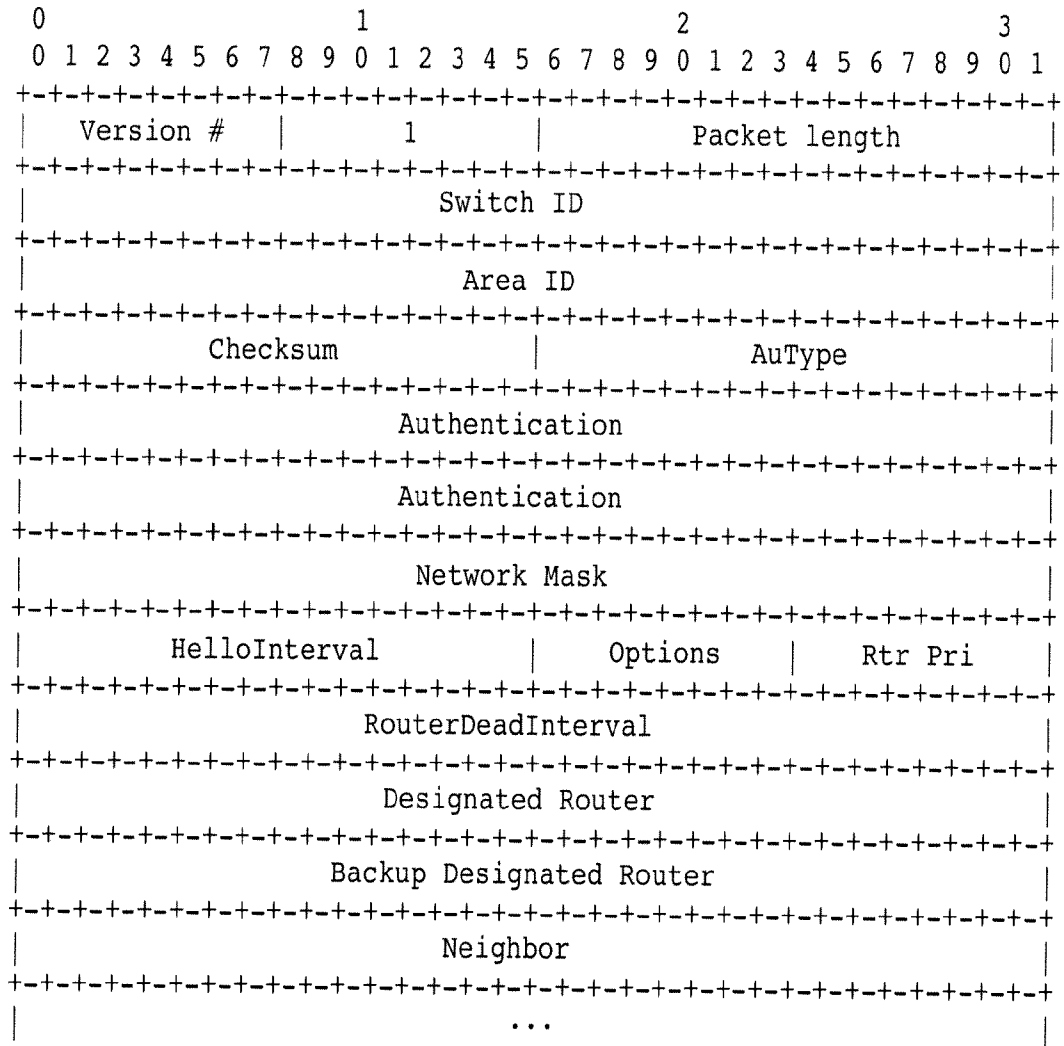 0                   1                   2                   3
0 1 2 3 4 5 6 7 8 9 0 1 2 3 4 5 6 7 8 9 0 1 2 3 4 5 6 7 8 9 0 1
+-+-+-+-+-+-+-+-+-+-+-+-+-+-+-+-+-+-+-+-+-+-+-+-+-+-+-+-+-+-+-+-+
| Version # | 1 | Packet length |
+-+-+-+-+-+-+-+-+-+-+-+-+-+-+-+-+-+-+-+-+-+-+-+-+-+-+-+-+-+-+-+-+
| Switch ID |
+-+-+-+-+-+-+-+-+-+-+-+-+-+-+-+-+-+-+-+-+-+-+-+-+-+-+-+-+-+-+-+-+
| Area ID |
+-+-+-+-+-+-+-+-+-+-+-+-+-+-+-+-+-+-+-+-+-+-+-+-+-+-+-+-+-+-+-+-+
| Checksum | AuType |
+-+-+-+-+-+-+-+-+-+-+-+-+-+-+-+-+-+-+-+-+-+-+-+-+-+-+-+-+-+-+-+-+
| Authentication |
+-+-+-+-+-+-+-+-+-+-+-+-+-+-+-+-+-+-+-+-+-+-+-+-+-+-+-+-+-+-+-+-+
| Authentication |
+-+-+-+-+-+-+-+-+-+-+-+-+-+-+-+-+-+-+-+-+-+-+-+-+-+-+-+-+-+-+-+-+
| Network Mask |
+-+-+-+-+-+-+-+-+-+-+-+-+-+-+-+-+-+-+-+-+-+-+-+-+-+-+-+-+-+-+-+-+
| HelloInterval | Options | Rtr Pri |
+-+-+-+-+-+-+-+-+-+-+-+-+-+-+-+-+-+-+-+-+-+-+-+-+-+-+-+-+-+-+-+-+
| RouterDeadInterval |
+-+-+-+-+-+-+-+-+-+-+-+-+-+-+-+-+-+-+-+-+-+-+-+-+-+-+-+-+-+-+-+-+
| Designated Router |
+-+-+-+-+-+-+-+-+-+-+-+-+-+-+-+-+-+-+-+-+-+-+-+-+-+-+-+-+-+-+-+-+
| Backup Designated Router |
+-+-+-+-+-+-+-+-+-+-+-+-+-+-+-+-+-+-+-+-+-+-+-+-+-+-+-+-+-+-+-+-+
| Neighbor |
+-+-+-+-+-+-+-+-+-+-+-+-+-+-+-+-+-+-+-+-+-+-+-+-+-+-+-+-+-+-+-+-+
| ... |